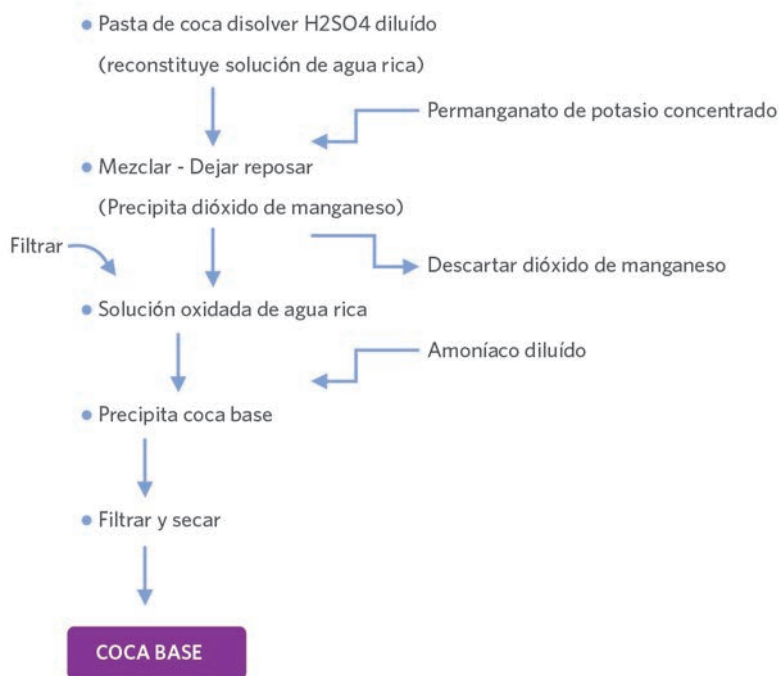 Pasta de coca disolver H2SO4 diluído
(reconstituye solución de agua rica)
Permanganato de potasio concentrado
Mezclar - Dejar reposar
(Precipita dióxido de manganeso)
Filtrar
Descartar dióxido de manganeso
Solución oxidada de agua rica
Amoníaco diluído
Precipita coca base
Filtrar y secar
COCA BASE